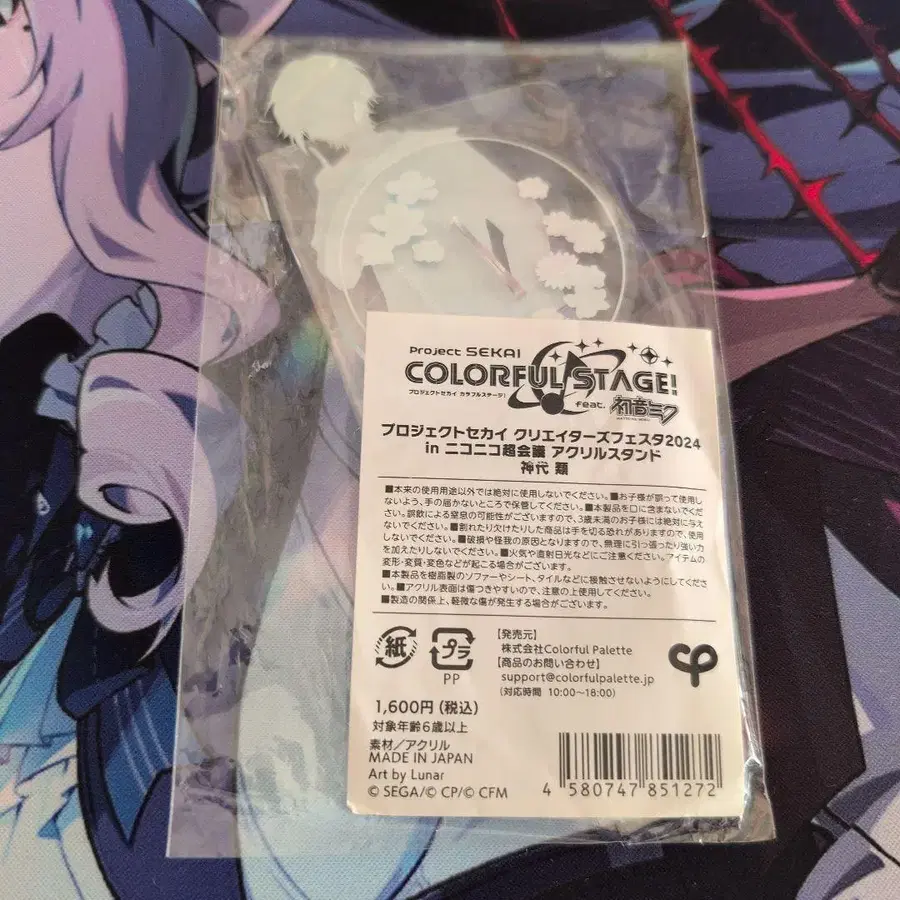 Project SEKAI
COLORFUL STAGE!
プロジェクトセカイ カラフルステージ!
feat. 初音ミク
プロジェクトセカイ クリエイターズフェスタ2024
in ニコニコ超会議 アクリルスタンド
神代 類
■本来の使用用途以外では絶対に使用しないでください。■お子様が誤って使用し
ないよう、手の届かないところで保管してください。■本製品を口に含まないでくだ
さい。誤飲による窒息の可能性がございますので、3歳未満のお子様には絶対に与え
ないでください。■割れたり欠けたりした商品は手を切る恐れがありますので、使用
しないでください。■破損や怪我の原因となりますので、無理に引っ張ったり強い力
を加えたりしないでください。■火気や直射日光などにご注意ください。アイテムの
変形・変質・変色などが起こる場合がございます。
■本製品を樹脂製のソファーやシート、タイルなどに接触させないようにしてくださ
い。■アクリル表面は傷つきやすいので、注意の上使用してください。
■製造の関係上、軽微な傷が発生する場合がございます。
紙
プラ
PP
【発売元】
株式会社Colorful Palette
【商品のお問い合わせ】
support@colorfulpalette.jp
(対応時間 10:00〜18:00)
cp
1,600円(税込)
対象年齢6歳以上
素材/アクリル
MADE IN JAPAN
Art by Lunar
© SEGA/© CP/© CFM
4 580747 851272